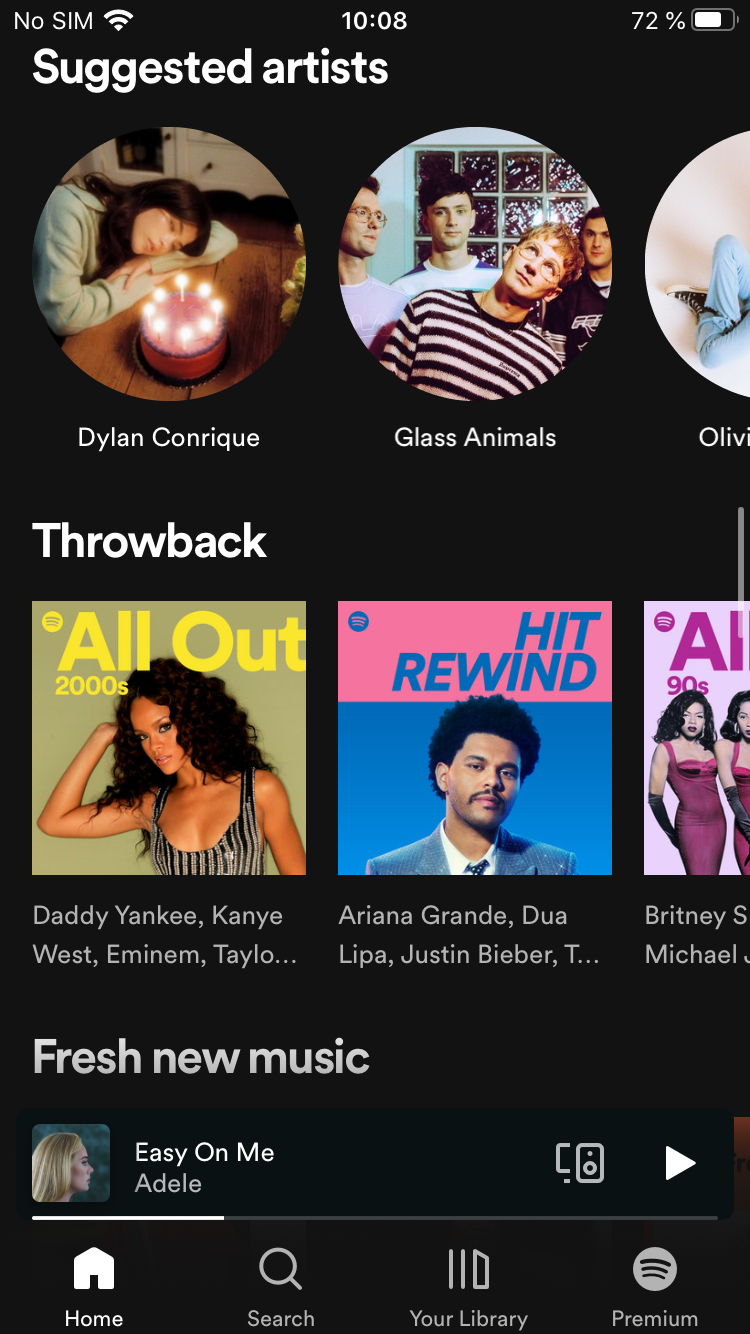 No SIM 10:08 72 %
Suggested artists
Dylan Conrique Glass Animals Olivi
Throwback
All Out
2000s
HIT
REWIND
Al
90s
Daddy Yankee, Kanye
West, Eminem, Taylo...
Ariana Grande, Dua
Lipa, Justin Bieber, T...
Britney S
Michael J
Fresh new music
Easy On Me
Adele
Home Search Your Library Premium